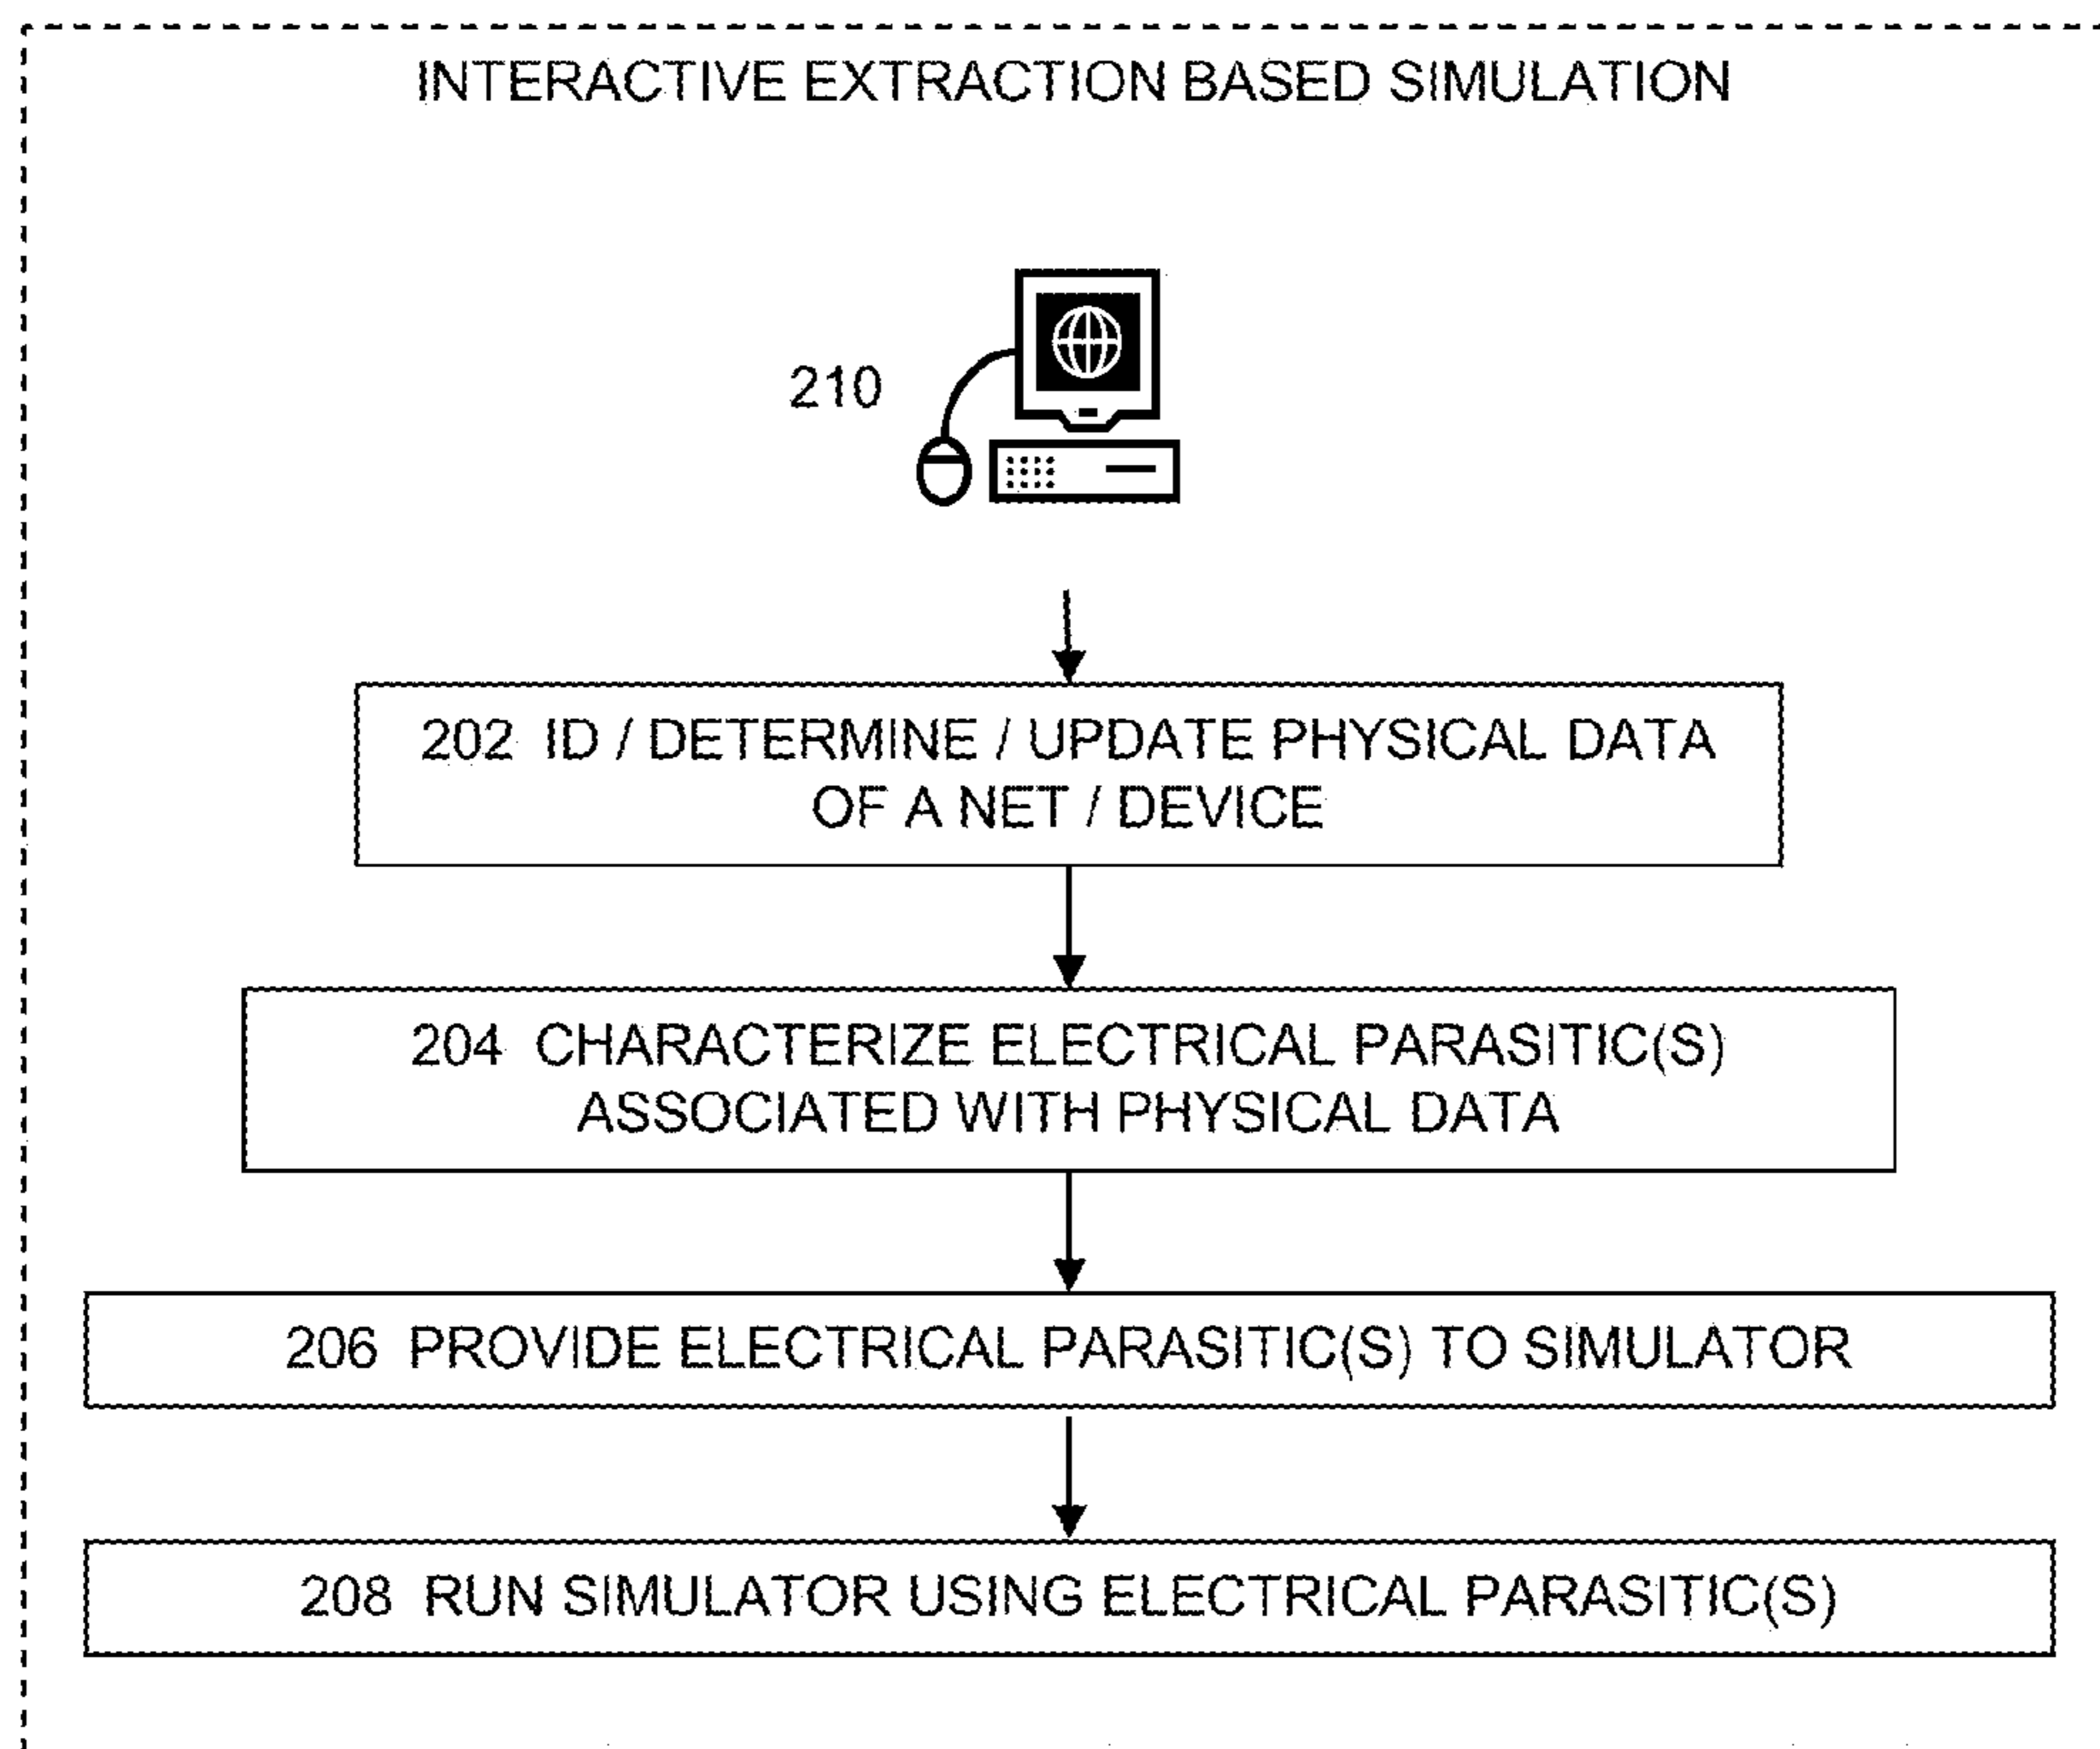 INTERACTIVE EXTRACTION BASED SIMULATION
210
202 ID / DETERMINE / UPDATE PHYSICAL DATA
OF A NET / DEVICE
204 CHARACTERIZE ELECTRICAL PARASITIC(S)
ASSOCIATED WITH PHYSICAL DATA
206 PROVIDE ELECTRICAL PARASITIC(S) TO SIMULATOR
208 RUN SIMULATOR USING ELECTRICAL PARASITIC(S)